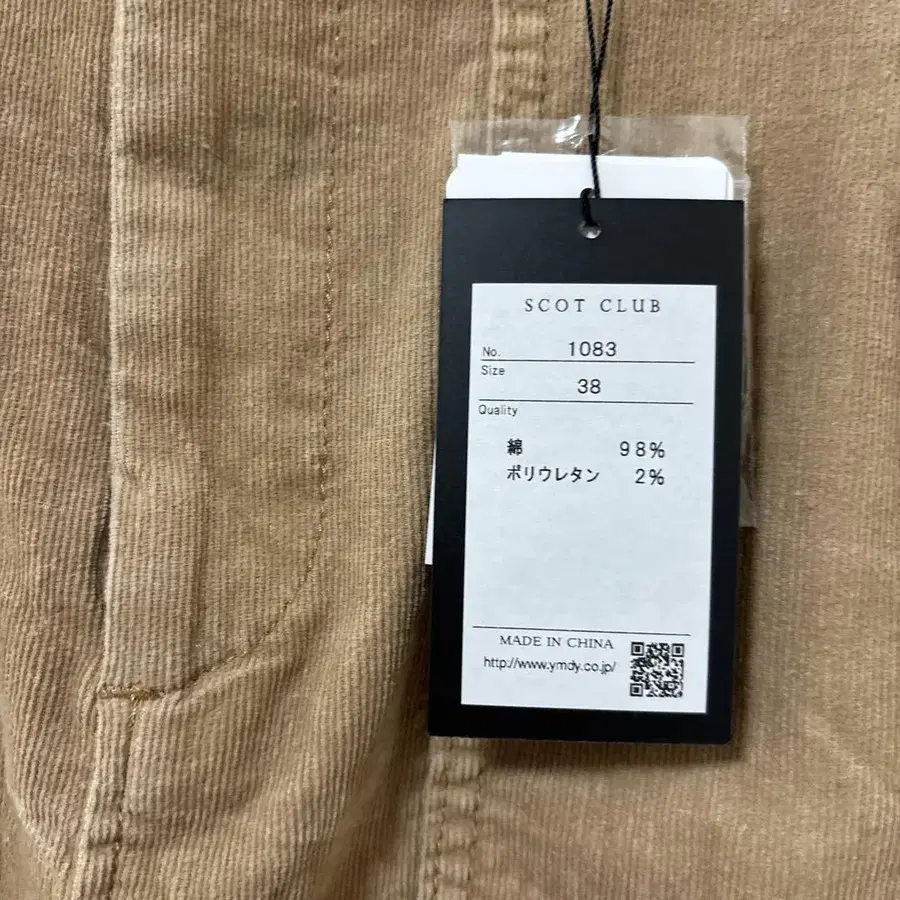 SCOT CLUB
No. 1083
Size 38
Quality
綿 98%
ポリウレタン 2%
MADE IN CHINA
http://www.ymdy.co.jp/